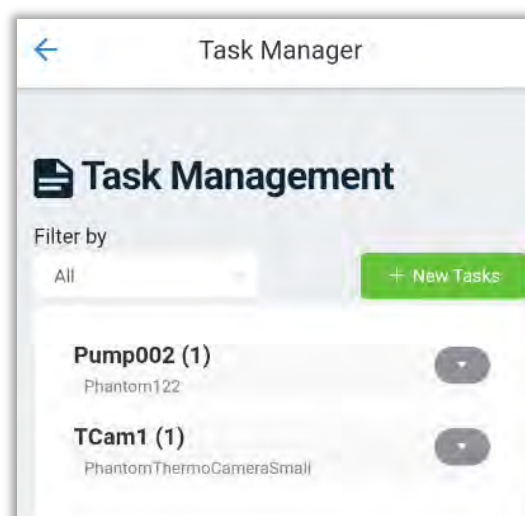 Task Manager
Task Management
Filter by
All
+ New Tasks
Pump002 (1)
Phantom122
TCam1 (1)
PhantomThermoCameraSmall